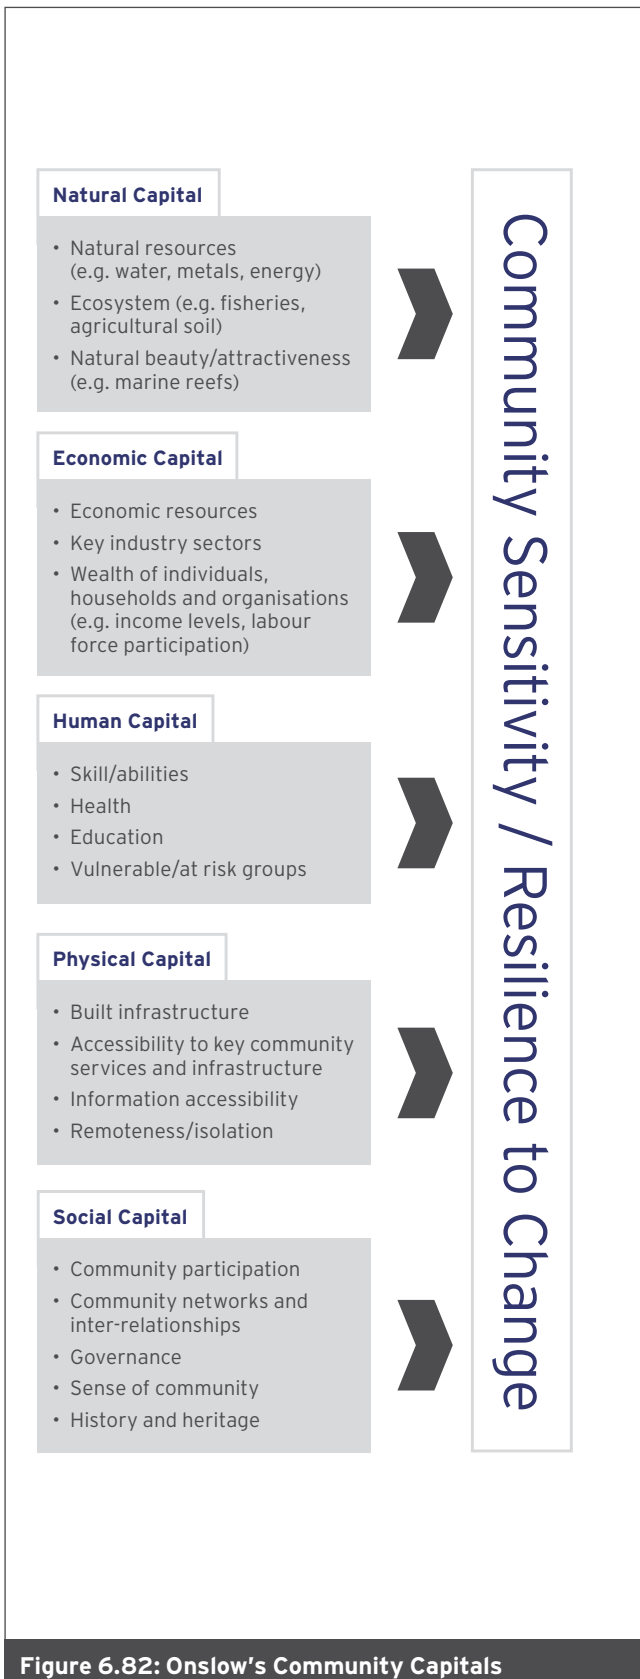 Natural Capital
• Natural resources
(e.g. water, metals, energy)
• Ecosystem (e.g. fisheries,
agricultural soil)
• Natural beauty/attractiveness
(e.g. marine reefs)
Economic Capital
• Economic resources
• Key industry sectors
• Wealth of individuals,
households and organisations
(e.g. income levels, labour
force participation)
Human Capital
• Skill/abilities
• Health
• Education
• Vulnerable/at risk groups
Physical Capital
• Built infrastructure
• Accessibility to key community
services and infrastructure
• Information accessibility
• Remoteness/isolation
Social Capital
• Community participation
• Community networks and
inter-relationships
• Governance
• Sense of community
• History and heritage
Community Sensitivity / Resilience to Change
Figure 6.82: Onslow's Community Capitals